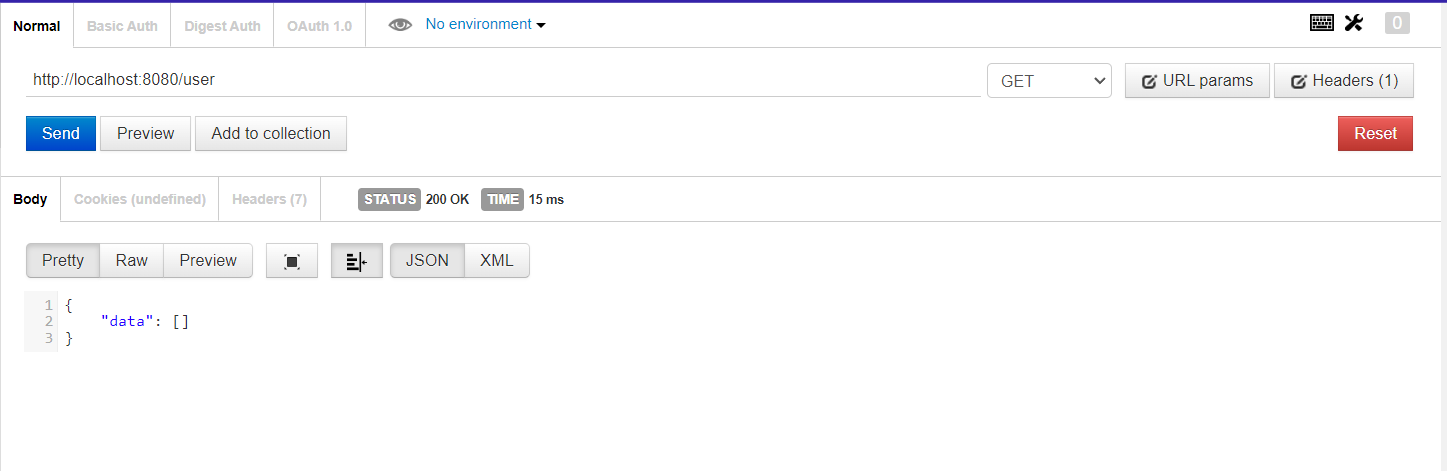 Normal Basic Auth Digest Auth OAuth 1.0 No environment 0
http://localhost:8080/user GET URL params Headers (1)
Send Preview Add to collection Reset
Body Cookies (undefined) Headers (7) STATUS 200 OK TIME 15 ms
Pretty Raw Preview JSON XML
1 {
2 "data": []
3 }